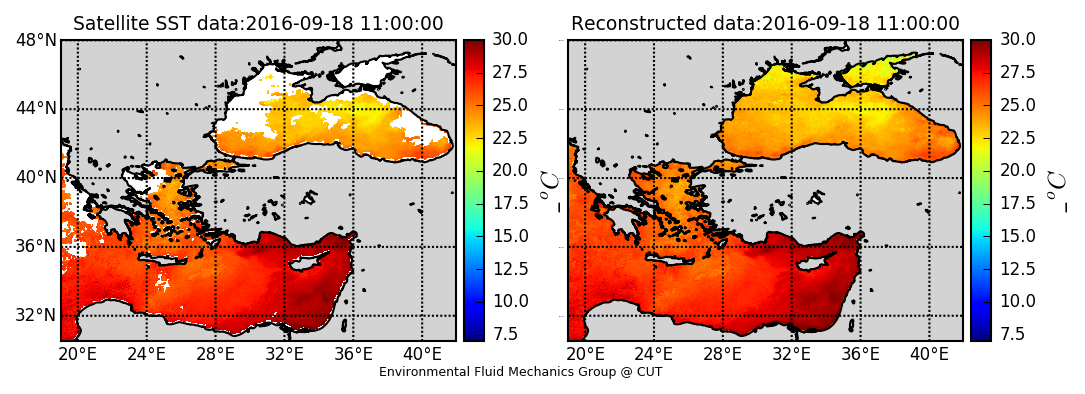 Satellite SST data:2016-09-18 11:00:00
Reconstructed data:2016-09-18 11:00:00
48°N
44°N
40°N
36°N
32°N
20°E 24°E 28°E 32°E 36°E 40°E
30.0
27.5
25.0
22.5
20.0
17.5
15.0
12.5
10.0
7.5
_ °C
20°E 24°E 28°E 32°E 36°E 40°E
30.0
27.5
25.0
22.5
20.0
17.5
15.0
12.5
10.0
7.5
_ °C
Environmental Fluid Mechanics Group @ CUT